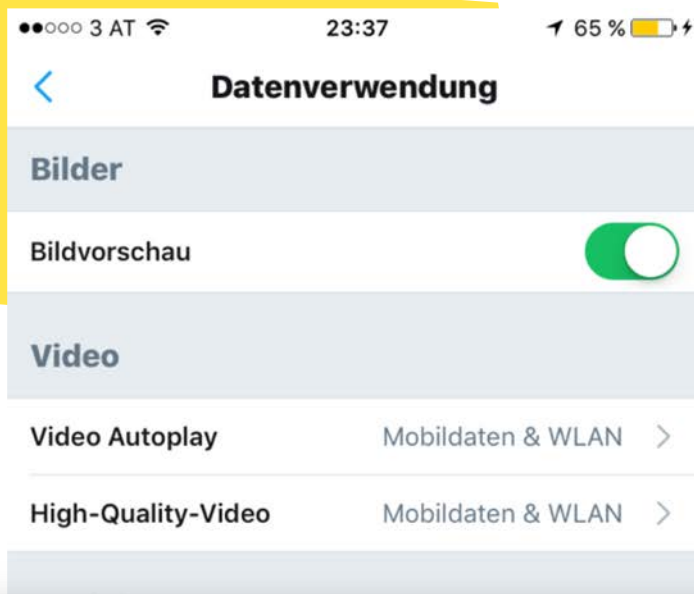 3 AT 23:37 65 %
Datenverwendung
Bilder
Bildvorschau
Video
Video Autoplay Mobildaten & WLAN
High-Quality-Video Mobildaten & WLAN